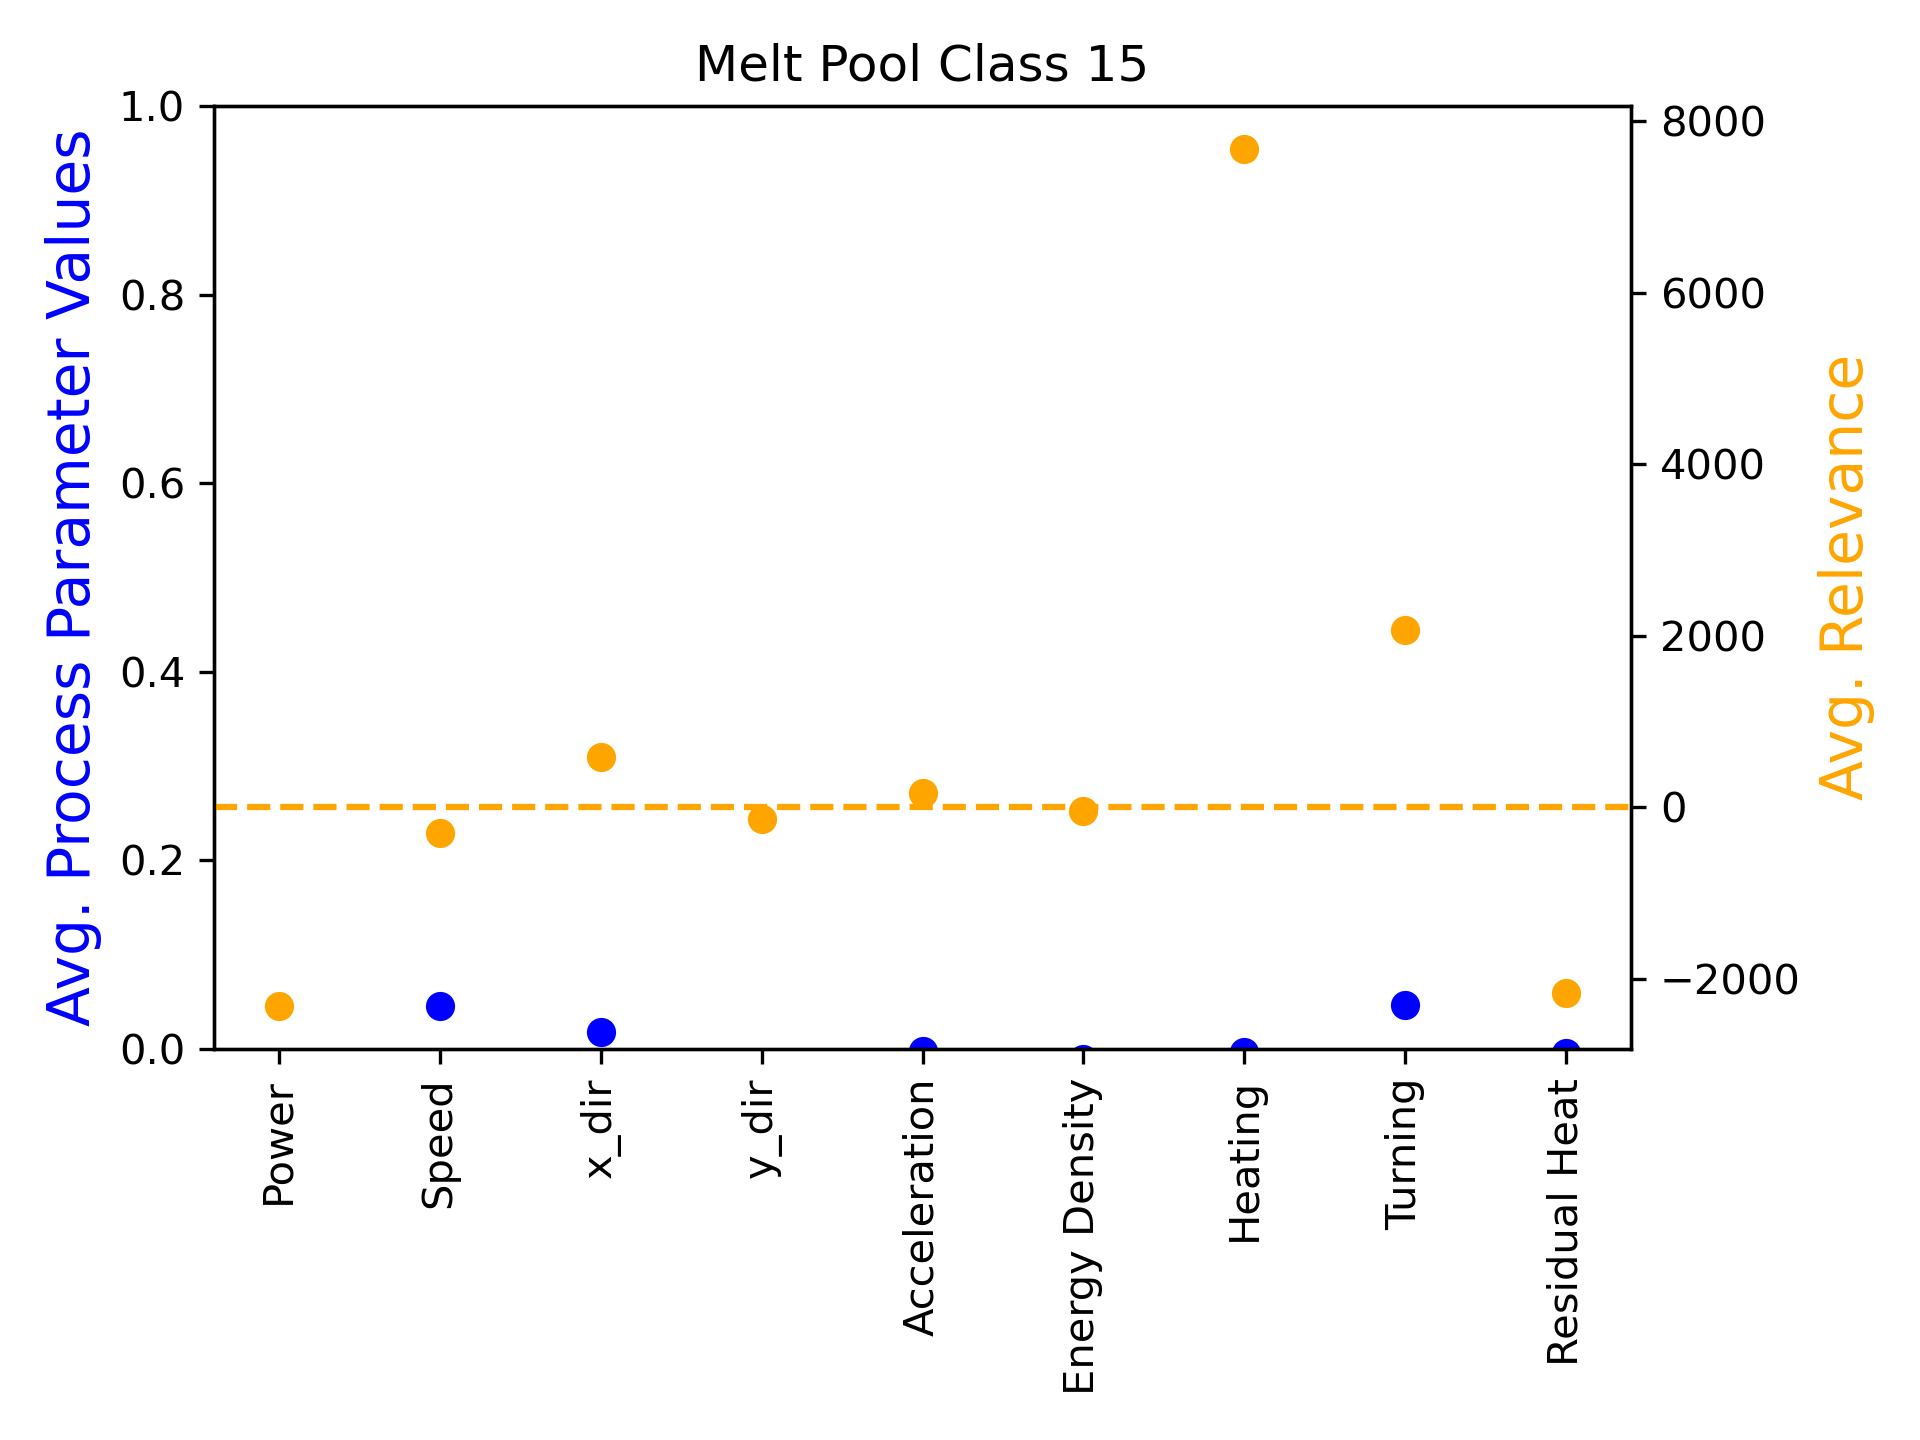 Melt Pool Class 15
Avg. Process Parameter Values
1.0
0.8
0.6
0.4
0.2
0.0
8000
6000
4000
2000
0
−2000
Avg. Relevance
Power
Speed
x_dir
y_dir
Acceleration
Energy Density
Heating
Turning
Residual Heat